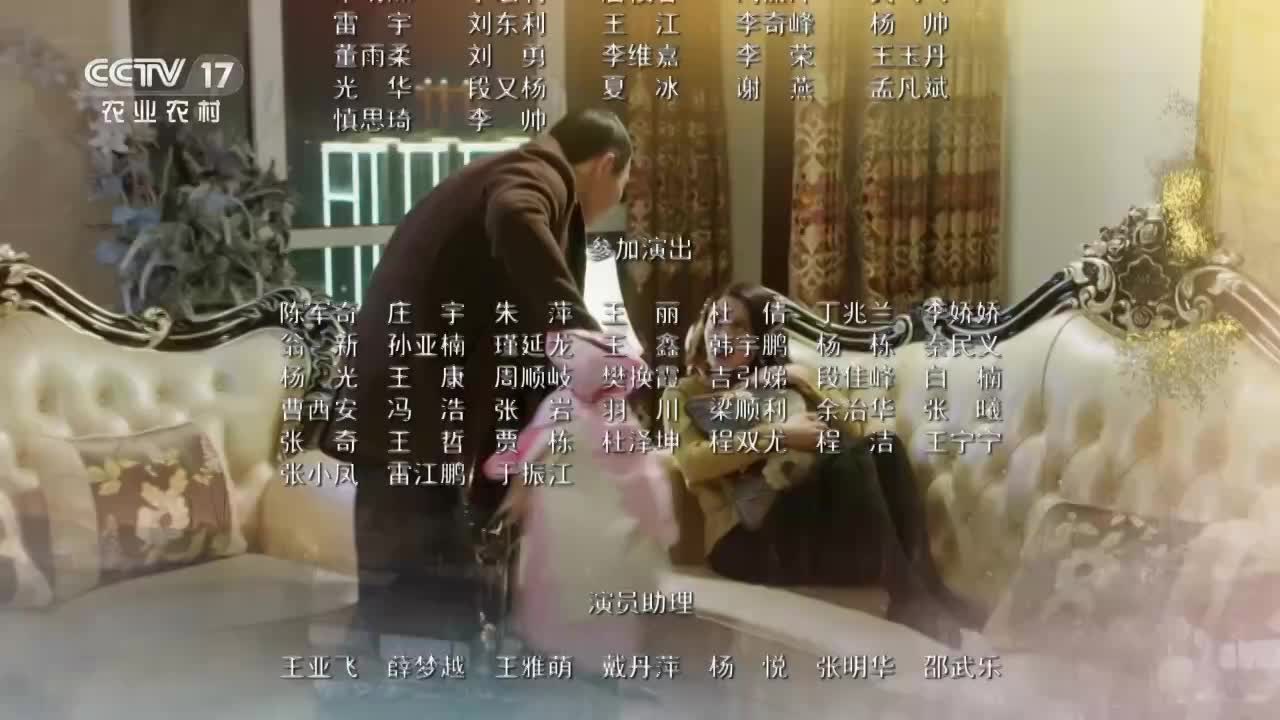 雷 宇 刘东利 王 江 李奇峰 杨 帅
CCTV 17
农业农村
董雨柔 刘 勇 李维嘉 李 荣 王玉丹
光 华 段又杨 夏 冰 谢 燕 孟凡斌
慎思琦 李 帅
参加演出
陈军奇 庄 宇 朱 萍 王 丽 杜 倩 丁兆兰 李娇娇
翁 新 孙亚楠 瑾延龙 王 鑫 韩宇鹏 杨 栋 秦民义
杨 光 王 康 周顺岐 樊换霞 吉引娣 段佳峰 白 楠
曹西安 冯 浩 张 岩 羽 川 梁顺利 余治华 张 曦
张 奇 王 哲 贾 栋 杜泽坤 程双尤 程 洁 王宁宁
张小凤 雷江鹏 于振江
演员助理
王亚飞 薛梦越 王雅萌 戴丹萍 杨 悦 张明华 邵武乐